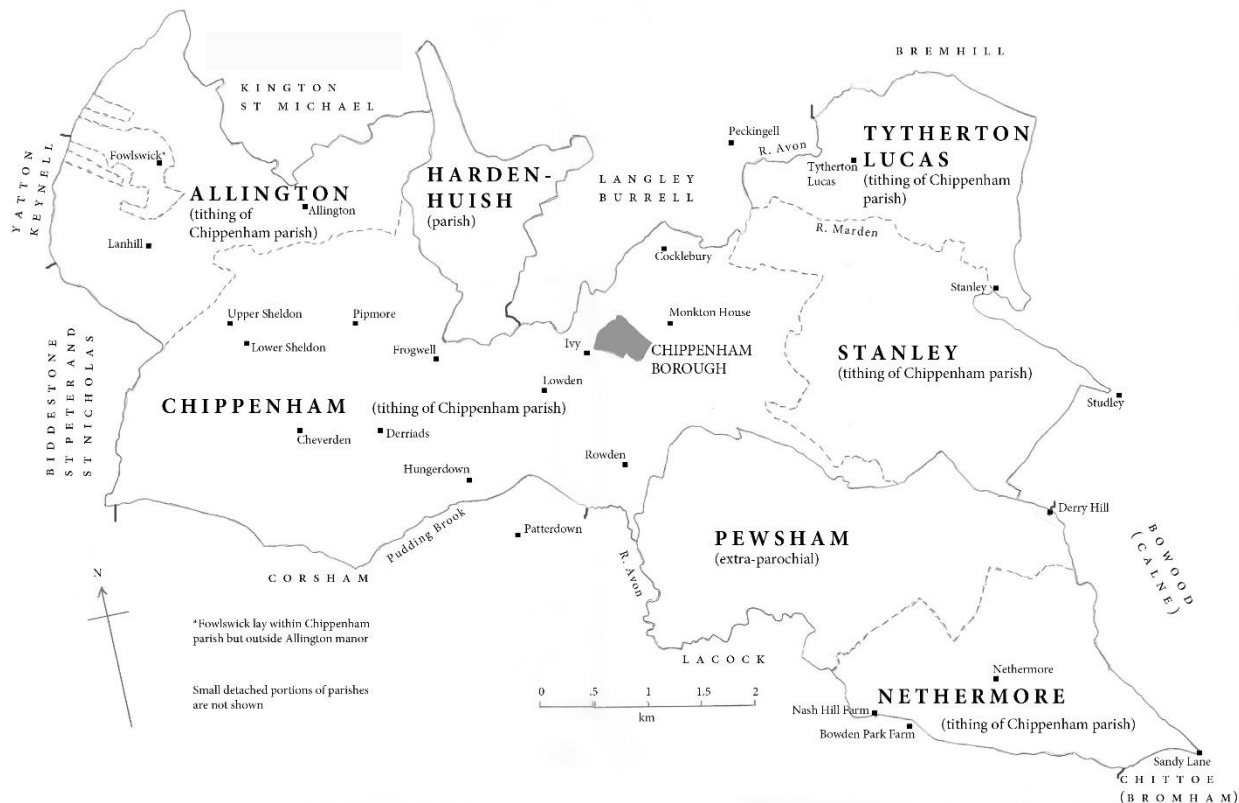 BREMHILL
KINGTON
ST MICHAEL
YATTON
KEYNELL
Fowlswick*
ALLINGTON
(tithing of
Chippenham parish)
Allington
Lanhill
HARDEN-
HUISH
(parish)
LANGLEY
BURRELL
Peckingell
R. Avon
TYTHERTON
LUCAS
(tithing of Chippenham
parish)
Tytherton
Lucas
R. Marden
Cocklebury
Stanley
Upper Sheldon
Pipmore
Monkton House
Lower Sheldon
Frogwell
Ivy
CHIPPENHAM
BOROUGH
STANLEY
(tithing of Chippenham parish)
BIDDESTONE
ST PETER AND
ST NICHOLAS
Lowden
Studley
CHIPPENHAM
(tithing of Chippenham parish)
Cheverden
Derriads
Rowden
Hungerdown
Derry Hill
Pudding Brook
Patterdown
PEWSHAM
(extra-parochial)
BOWOOD
(CALNE)
R. Avon
CORSHAM
N
*Fowlswick lay within Chippenham
parish but outside Allington manor
LACOCK
Small detached portions of parishes
are not shown
0 .5 1 1.5 2
km
Nethermore
NETHERMORE
(tithing of Chippenham parish)
Nash Hill Farm
Bowden Park Farm
Sandy Lane
CHITTOE
(BROMHAM)